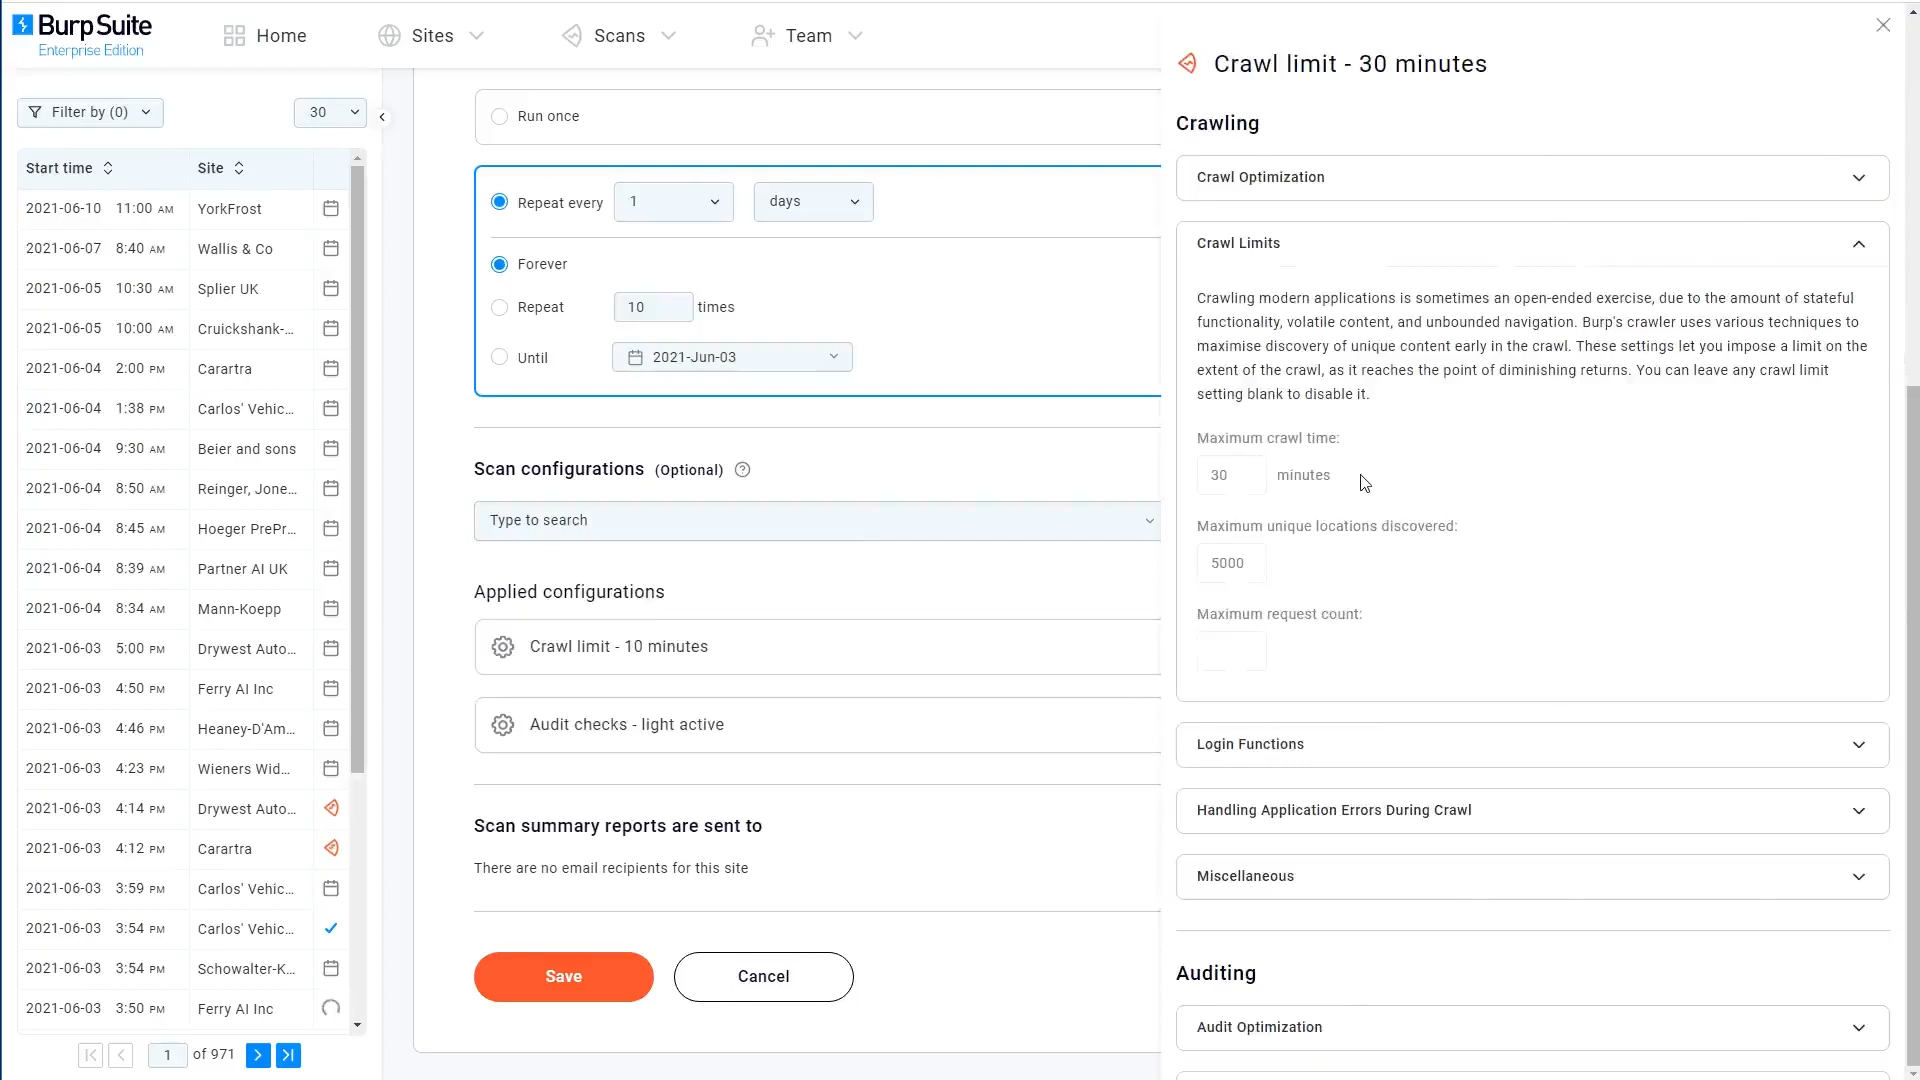 Burp Suite
Enterprise Edition
Home
Sites
Scans
Team
Filter by (0)
30
Start time
Site
2021-06-10 11:00 AM YorkFrost
2021-06-07 8:40 AM Wallis & Co
2021-06-05 10:30 AM Splier UK
2021-06-05 10:00 AM Cruickshank-...
2021-06-04 2:00 PM Carartra
2021-06-04 1:38 PM Carlos' Vehic...
2021-06-04 9:30 AM Beier and sons
2021-06-04 8:50 AM Reinger, Jone...
2021-06-04 8:45 AM Hoeger PrePr...
2021-06-04 8:39 AM Partner AI UK
2021-06-04 8:34 AM Mann-Koepp
2021-06-03 5:00 PM Drywest Auto...
2021-06-03 4:50 PM Ferry AI Inc
2021-06-03 4:46 PM Heaney-D'Am...
2021-06-03 4:23 PM Wieners Wid...
2021-06-03 4:14 PM Drywest Auto...
2021-06-03 4:12 PM Carartra
2021-06-03 3:59 PM Carlos' Vehic...
2021-06-03 3:54 PM Carlos' Vehic...
2021-06-03 3:54 PM Schowalter-K...
2021-06-03 3:50 PM Ferry AI Inc
1 of 971
Run once
Repeat every 1 days
Forever
Repeat 10 times
Until 2021-Jun-03
Scan configurations (Optional) ?
Type to search
Applied configurations
Crawl limit - 10 minutes
Audit checks - light active
Scan summary reports are sent to
There are no email recipients for this site
Save
Cancel
Crawl limit - 30 minutes
Crawling
Crawl Optimization
Crawl Limits
Crawling modern applications is sometimes an open-ended exercise, due to the amount of stateful
functionality, volatile content, and unbounded navigation. Burp's crawler uses various techniques to
maximise discovery of unique content early in the crawl. These settings let you impose a limit on the
extent of the crawl, as it reaches the point of diminishing returns. You can leave any crawl limit
setting blank to disable it.
Maximum crawl time:
30 minutes
Maximum unique locations discovered:
5000
Maximum request count:
Login Functions
Handling Application Errors During Crawl
Miscellaneous
Auditing
Audit Optimization